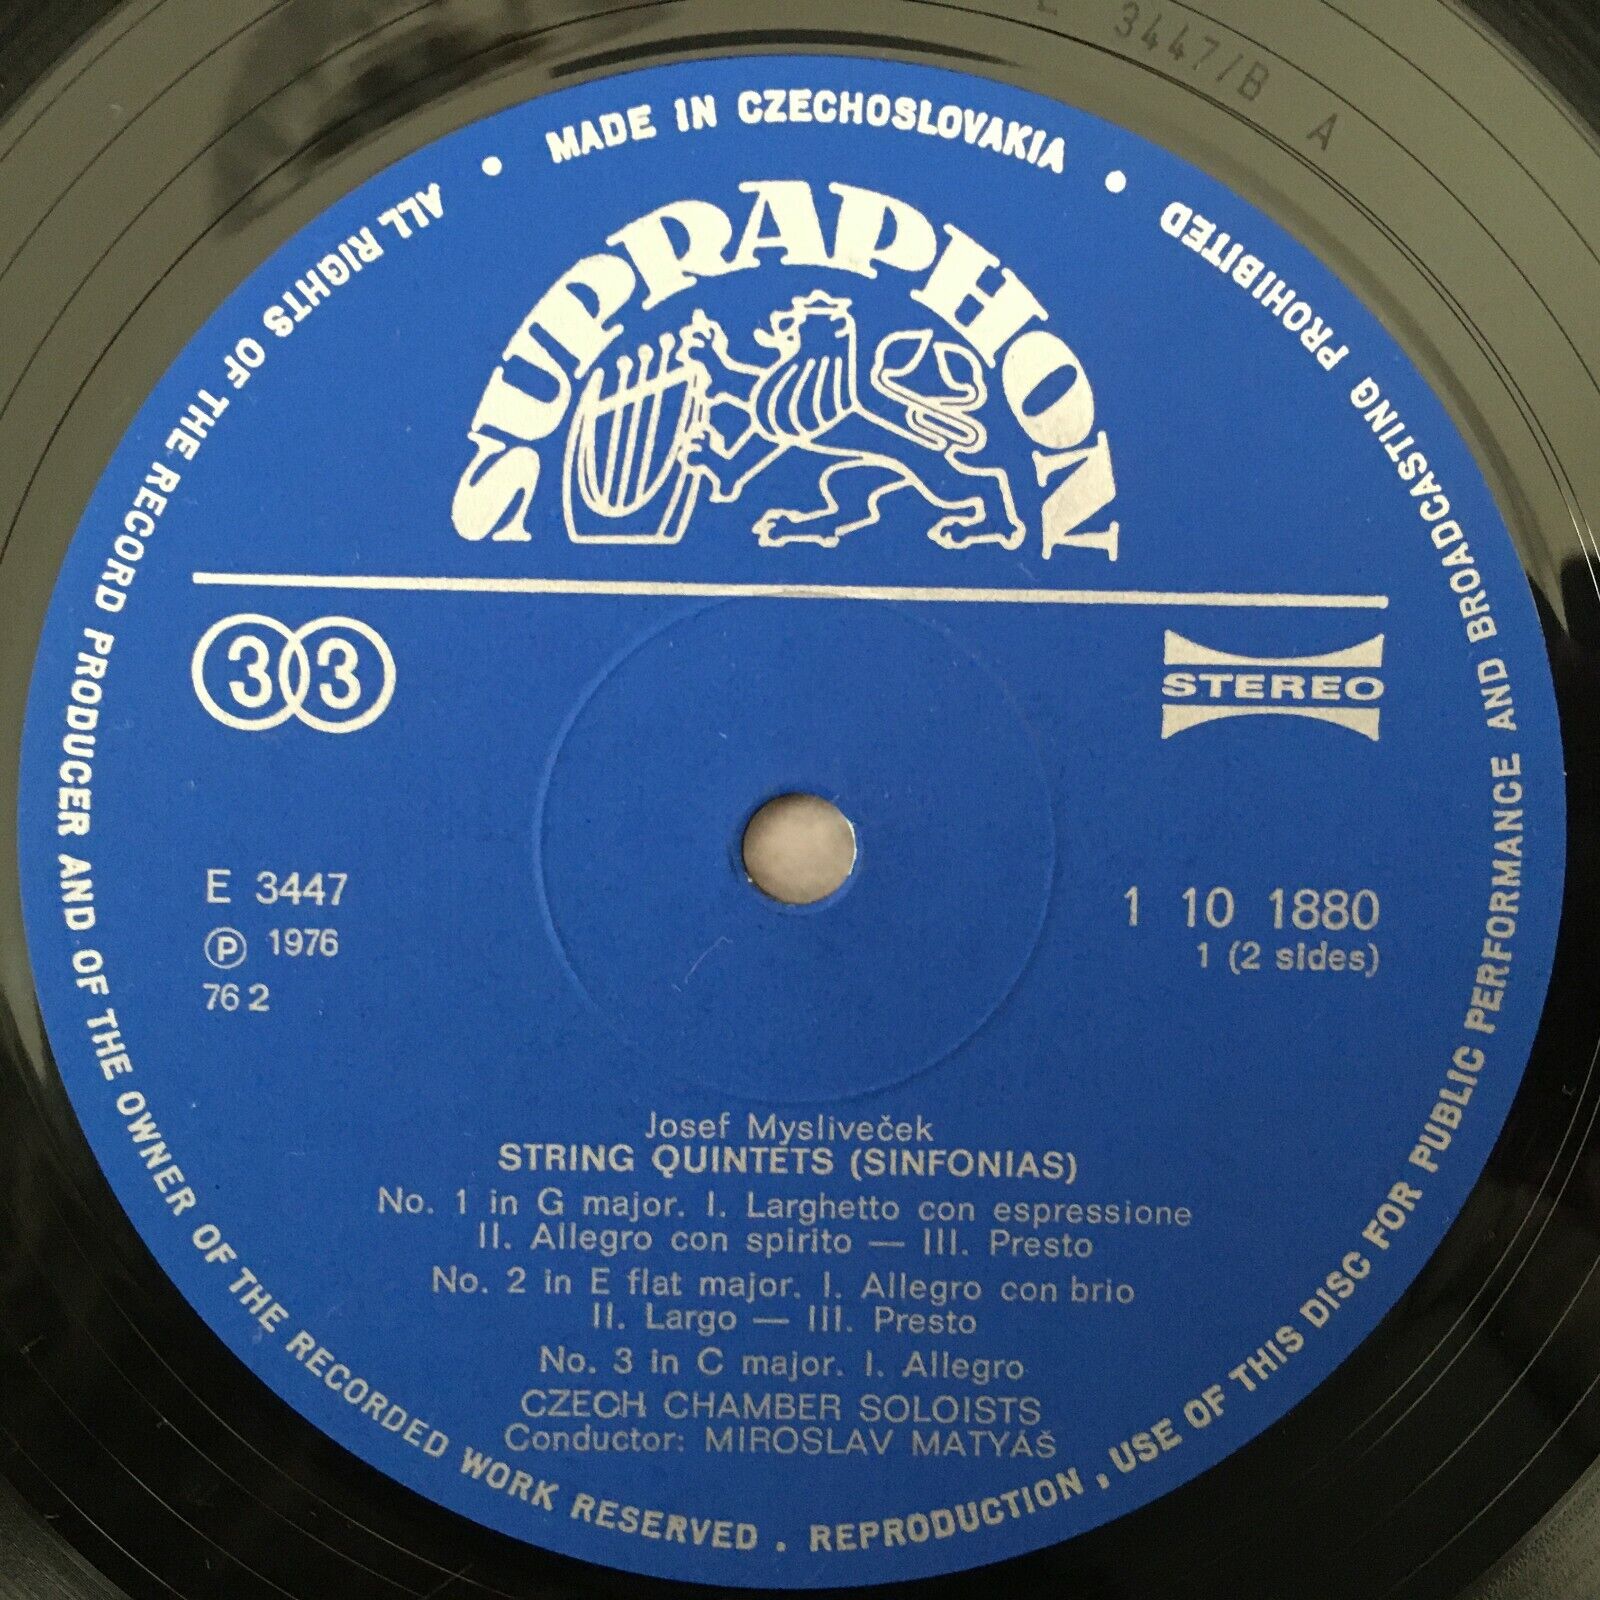 3447/B A
MADE IN CZECHOSLOVAKIA •
ALL RIGHTS OF THE RECORD PRODUCER AND OF THE OWNER OF THE RECORDED WORK RESERVED . REPRODUCTION , USE OF THIS DISC FOR PUBLIC PERFORMANCE AND BROADCASTING PROHIBITED •
SUPRAPHON
33
STEREO
E 3447
℗ 1976
76 2
1 10 1880
1 (2 sides)
Josef Mysliveček
STRING QUINTETS (SINFONIAS)
No. 1 in G major. I. Larghetto con espressione
II. Allegro con spirito — III. Presto
No. 2 in E flat major. I. Allegro con brio
II. Largo — III. Presto
No. 3 in C major. I. Allegro
CZECH CHAMBER SOLOISTS
Conductor: MIROSLAV MATYÁŠ